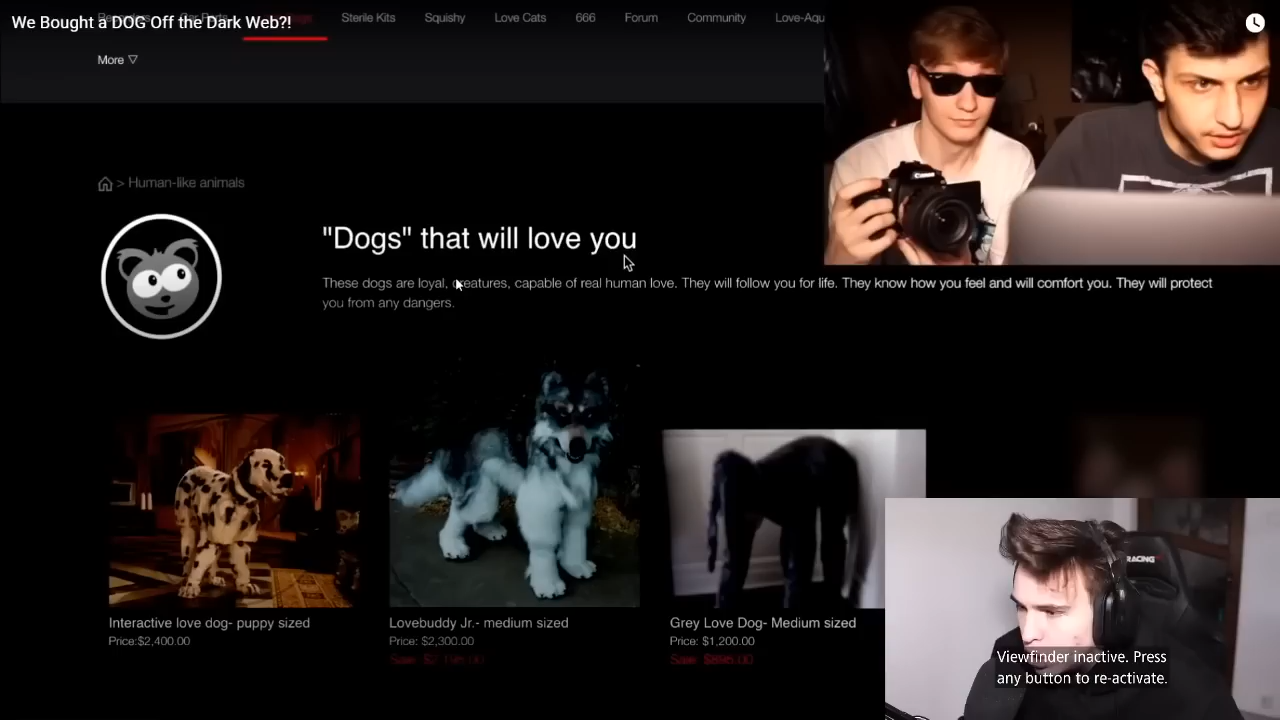 We Bought a DOG Off the Dark Web?!
Sterile Kits
Squishy
Love Cats
666
Forum
Community
Love-Aqu
More
> Human-like animals
"Dogs" that will love you
These dogs are loyal, creatures, capable of real human love. They will follow you for life. They know how you feel and will comfort you. They will protect
you from any dangers.
Canon
RACING
Interactive love dog- puppy sized
Price:$2,400.00
Lovebuddy Jr.- medium sized
Price: $2,300.00
Grey Love Dog- Medium sized
Price: $1,200.00
Viewfinder inactive. Press
any button to re-activate.